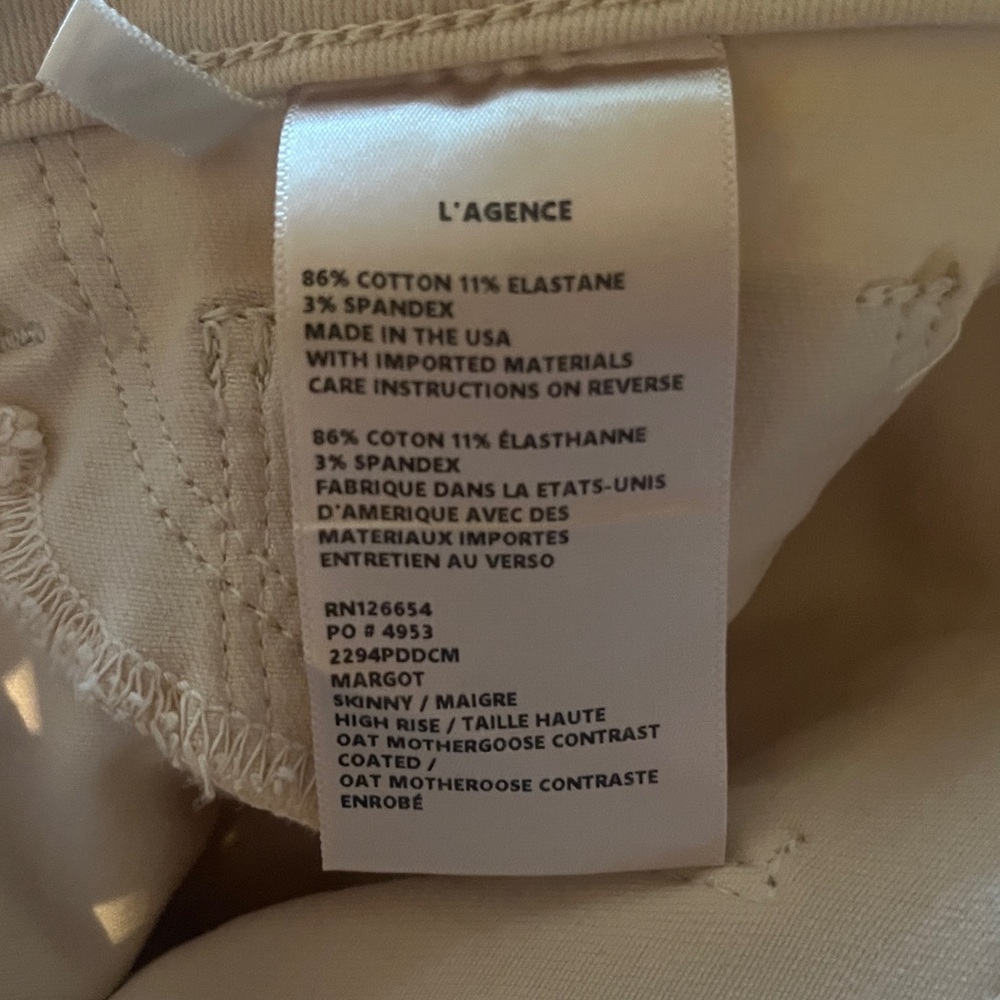 L'AGENCE
86% COTTON 11% ELASTANE
3% SPANDEX
MADE IN THE USA
WITH IMPORTED MATERIALS
CARE INSTRUCTIONS ON REVERSE
86% COTON 11% ÉLASTHANNE
3% SPANDEX
FABRIQUE DANS LA ETATS-UNIS
D'AMERIQUE AVEC DES
MATERIAUX IMPORTES
ENTRETIEN AU VERSO
RN126654
PO # 4953
2294PDDCM
MARGOT
SKINNY / MAIGRE
HIGH RISE / TAILLE HAUTE
OAT MOTHERGOOSE CONTRAST
COATED /
OAT MOTHEROOSE CONTRASTE
ENROBÉ